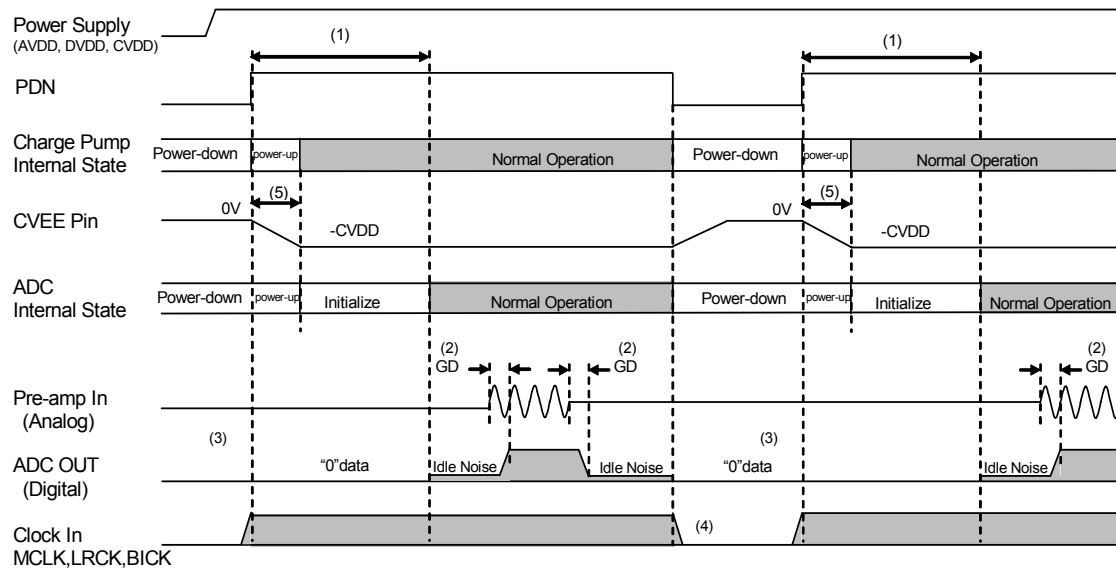 Power Supply
(AVDD, DVDD, CVDD)
(1)
(1)
PDN
Charge Pump
Internal State
Power-down
power-up
Normal Operation
Power-down
power-up
Normal Operation
(5)
(5)
CVEE Pin
0V
-CVDD
0V
-CVDD
ADC
Internal State
Power-down
power-up
Initialize
Normal Operation
Power-down
power-up
Initialize
Normal Operation
(2)
GD
(2)
GD
(2)
GD
Pre-amp In
(Analog)
(3)
(3)
ADC OUT
(Digital)
“0”data
Idle Noise
Idle Noise
“0”data
Idle Noise
Clock In
MCLK,LRCK,BICK
(4)